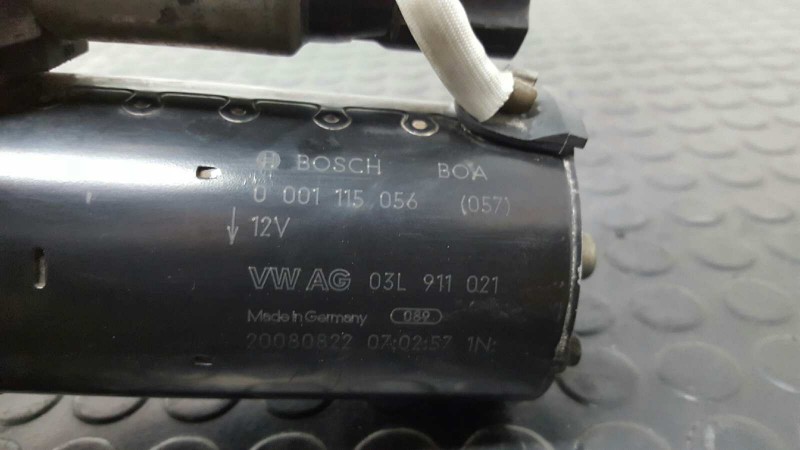 BOSCH BOA
0 001 115 056 (057)
12V
VW AG 03L 911 021
Made in Germany 089
20080822 07:02:57 1N: